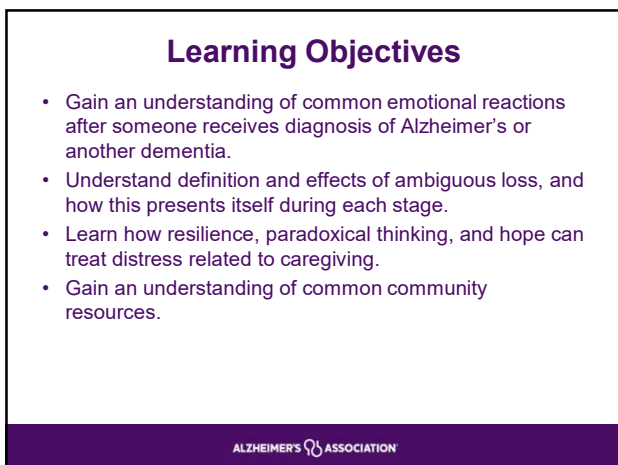 Learning Objectives
• Gain an understanding of common emotional reactions
after someone receives diagnosis of Alzheimer's or
another dementia.
• Understand definition and effects of ambiguous loss, and
how this presents itself during each stage.
• Learn how resilience, paradoxical thinking, and hope can
treat distress related to caregiving.
• Gain an understanding of common community
resources.
ALZHEIMER'S ASSOCIATION